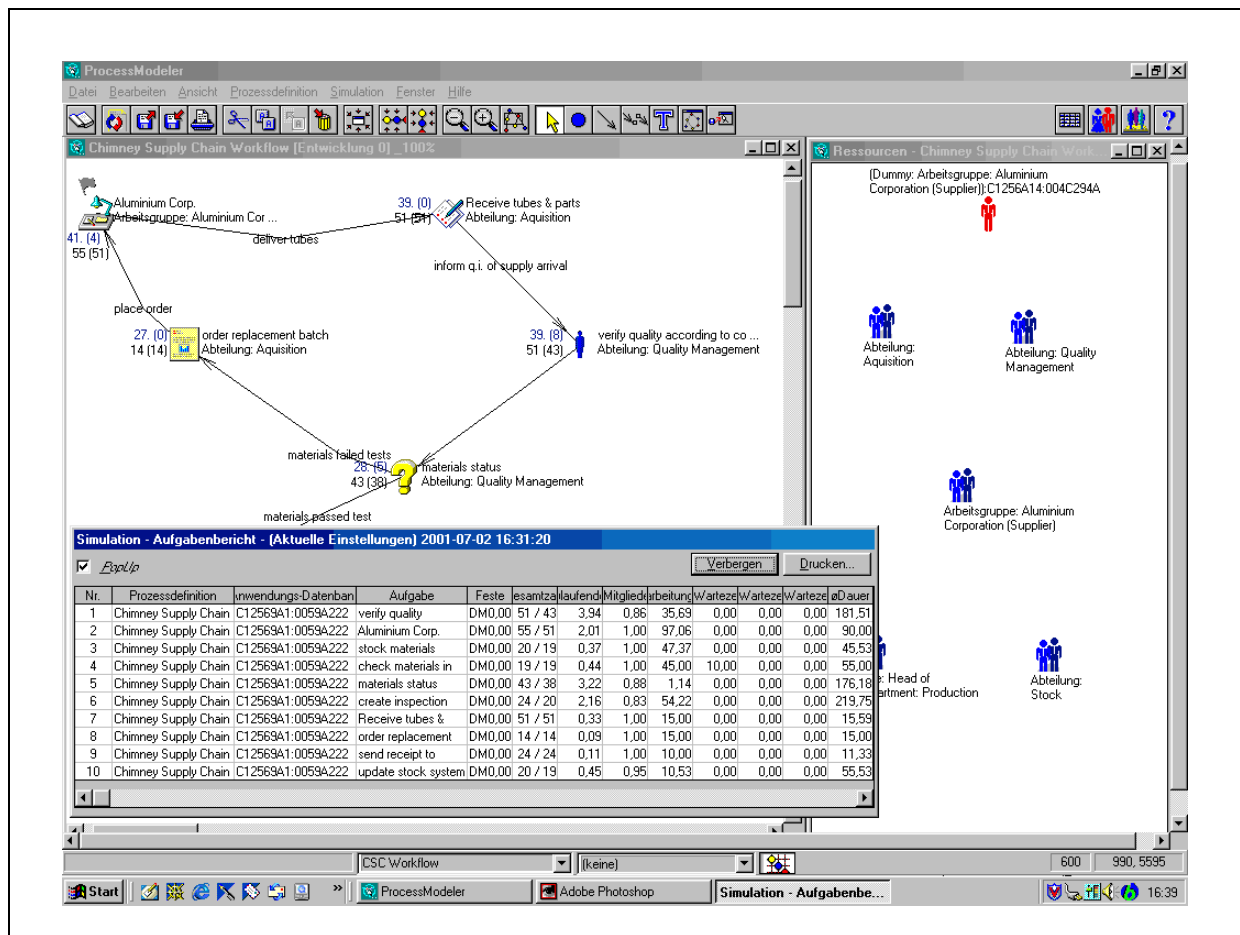 ProcessModeler
Datei Bearbeiten Ansicht Prozessdefinition Simulation Fenster Hilfe
Chimney Supply Chain Workflow [Entwicklung 0] _100%
Aluminium Corp.
Arbeitsgruppe: Aluminium Cor ...
41. (4)
55 (51)
39. (0) Receive tubes & parts
51 (51) Abteilung: Aquisition
deliver tubes
inform q.i. of supply arrival
place order
27. (0) order replacement batch
14 (14) Abteilung: Aquisition
39. (8) verify quality according to co ...
51 (43) Abteilung: Quality Management
materials failed tests
28. (5) materials status
43 (38) Abteilung: Quality Management
materials passed test
Ressourcen - Chimney Supply Chain Work
(Dummy: Arbeitsgruppe: Aluminium
Corporation (Supplier)):C1256A14:004C294A
Abteilung:
Aquisition
Abteilung: Quality
Management
Arbeitsgruppe: Aluminium
Corporation (Supplier)
e: Head of
artment: Production
Abteilung:
Stock
Simulation - Aufgabenbericht - (Aktuelle Einstellungen) 2001-07-02 16:31:20
PopUp Verbergen Drucken...
Nr. Prozessdefinition nwendungs-Datenban Aufgabe Feste esamtza laufende Mitgliede arbeitung Warteze Warteze Warteze øDauer
1 Chimney Supply Chain C12569A1:0059A222 verify quality DM0,00 51 / 43 3,94 0,86 35,69 0,00 0,00 0,00 181,51
2 Chimney Supply Chain C12569A1:0059A222 Aluminium Corp. DM0,00 55 / 51 2,01 1,00 97,06 0,00 0,00 0,00 90,00
3 Chimney Supply Chain C12569A1:0059A222 stock materials DM0,00 20 / 19 0,37 1,00 47,37 0,00 0,00 0,00 45,53
4 Chimney Supply Chain C12569A1:0059A222 check materials in DM0,00 19 / 19 0,44 1,00 45,00 10,00 0,00 0,00 55,00
5 Chimney Supply Chain C12569A1:0059A222 materials status DM0,00 43 / 38 3,22 0,88 1,14 0,00 0,00 0,00 176,18
6 Chimney Supply Chain C12569A1:0059A222 create inspection DM0,00 24 / 20 2,16 0,83 54,22 0,00 0,00 0,00 219,75
7 Chimney Supply Chain C12569A1:0059A222 Receive tubes & DM0,00 51 / 51 0,33 1,00 15,00 0,00 0,00 0,00 15,59
8 Chimney Supply Chain C12569A1:0059A222 order replacement DM0,00 14 / 14 0,09 1,00 15,00 0,00 0,00 0,00 15,00
9 Chimney Supply Chain C12569A1:0059A222 send receipt to DM0,00 24 / 24 0,11 1,00 10,00 0,00 0,00 0,00 11,33
10 Chimney Supply Chain C12569A1:0059A222 update stock system DM0,00 20 / 19 0,45 0,95 10,53 0,00 0,00 0,00 55,53
CSC Workflow (keine) 600 990, 5595
Start » ProcessModeler Adobe Photoshop Simulation - Aufgabenbe... 16:39